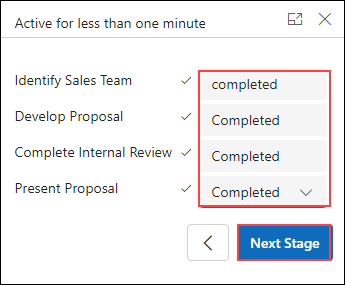 Active for less than one minute
Identify Sales Team completed
Develop Proposal Completed
Complete Internal Review Completed
Present Proposal Completed
Next Stage